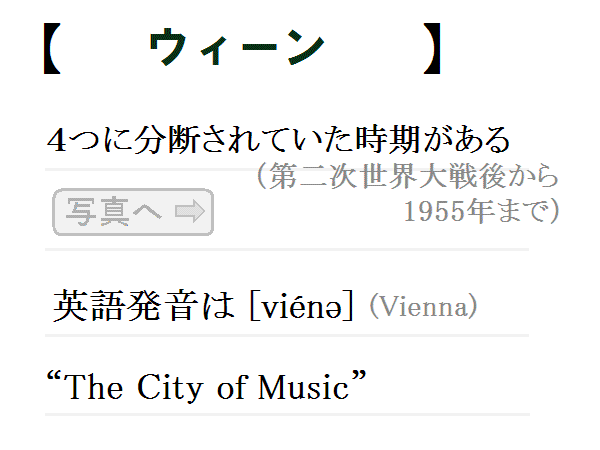 【 ウィーン 】
4つに分断されていた時期がある
(第二次世界大戦後から
1955年まで)
写真へ ⇨
英語発音は [viénə] (Vienna)
“The City of Music”